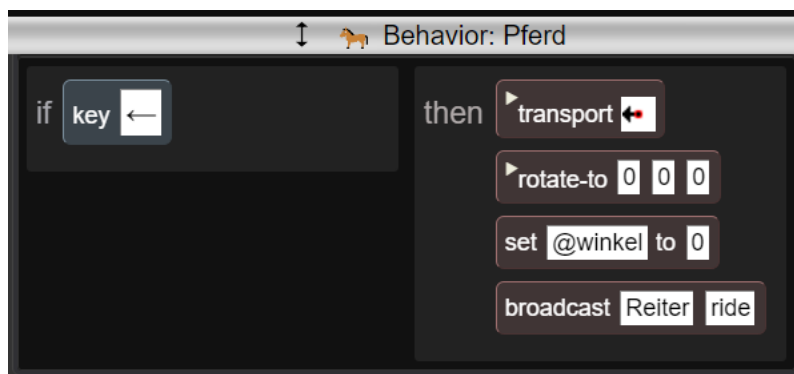 Behavior: Pferd
if key ← then transport
rotate-to 0 0 0
set @winkel to 0
broadcast Reiter ride